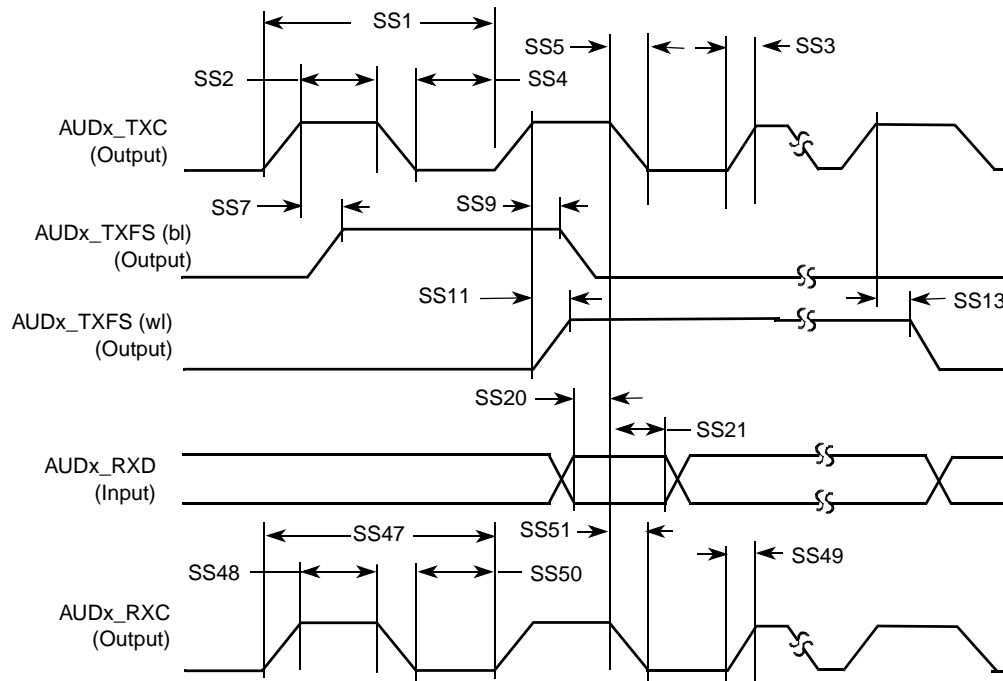 SS1
SS5
SS3
SS2
SS4
AUDx_TXC
(Output)
SS7
SS9
AUDx_TXFS (bl)
(Output)
SS11
SS13
AUDx_TXFS (wl)
(Output)
SS20
SS21
AUDx_RXD
(Input)
SS47
SS51
SS49
SS48
SS50
AUDx_RXC
(Output)